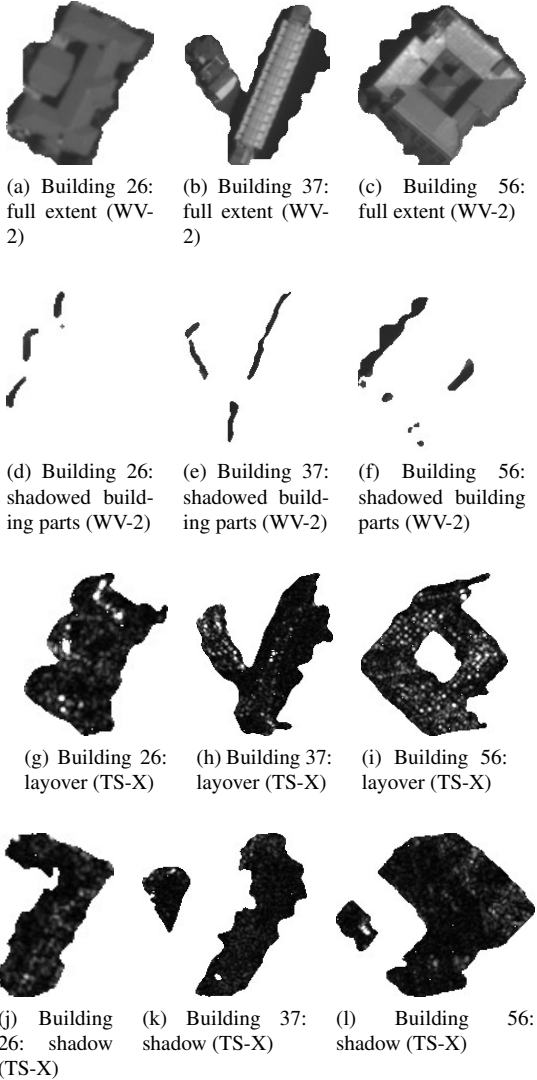 (a) Building 26:
full extent (WV-
2)
(b) Building 37:
full extent (WV-
2)
(c) Building 56:
full extent (WV-2)
(d) Building 26:
shadowed build-
ing parts (WV-2)
(e) Building 37:
shadowed build-
ing parts (WV-2)
(f) Building 56:
shadowed building
parts (WV-2)
(g) Building 26:
layover (TS-X)
(h) Building 37:
layover (TS-X)
(i) Building 56:
layover (TS-X)
(j) Building
26: shadow
(TS-X)
(k) Building 37:
shadow (TS-X)
(l) Building 56:
shadow (TS-X)